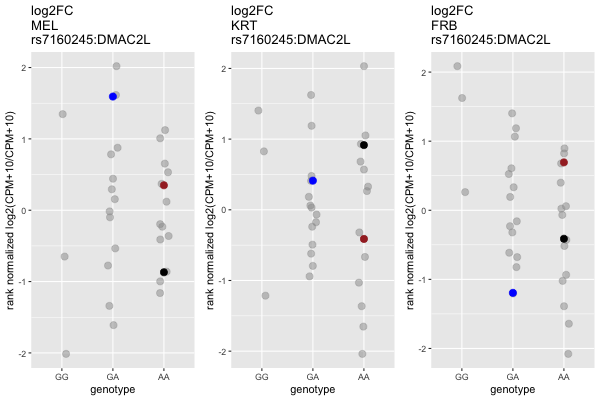 log2FC
MEL
rs7160245:DMAC2L
rank normalized log2(CPM+10/CPM+10)
2
1
0
-1
-2
GG GA AA
genotype
log2FC
KRT
rs7160245:DMAC2L
rank normalized log2(CPM+10/CPM+10)
2
1
0
-1
-2
GG GA AA
genotype
log2FC
FRB
rs7160245:DMAC2L
rank normalized log2(CPM+10/CPM+10)
2
1
0
-1
-2
GG GA AA
genotype